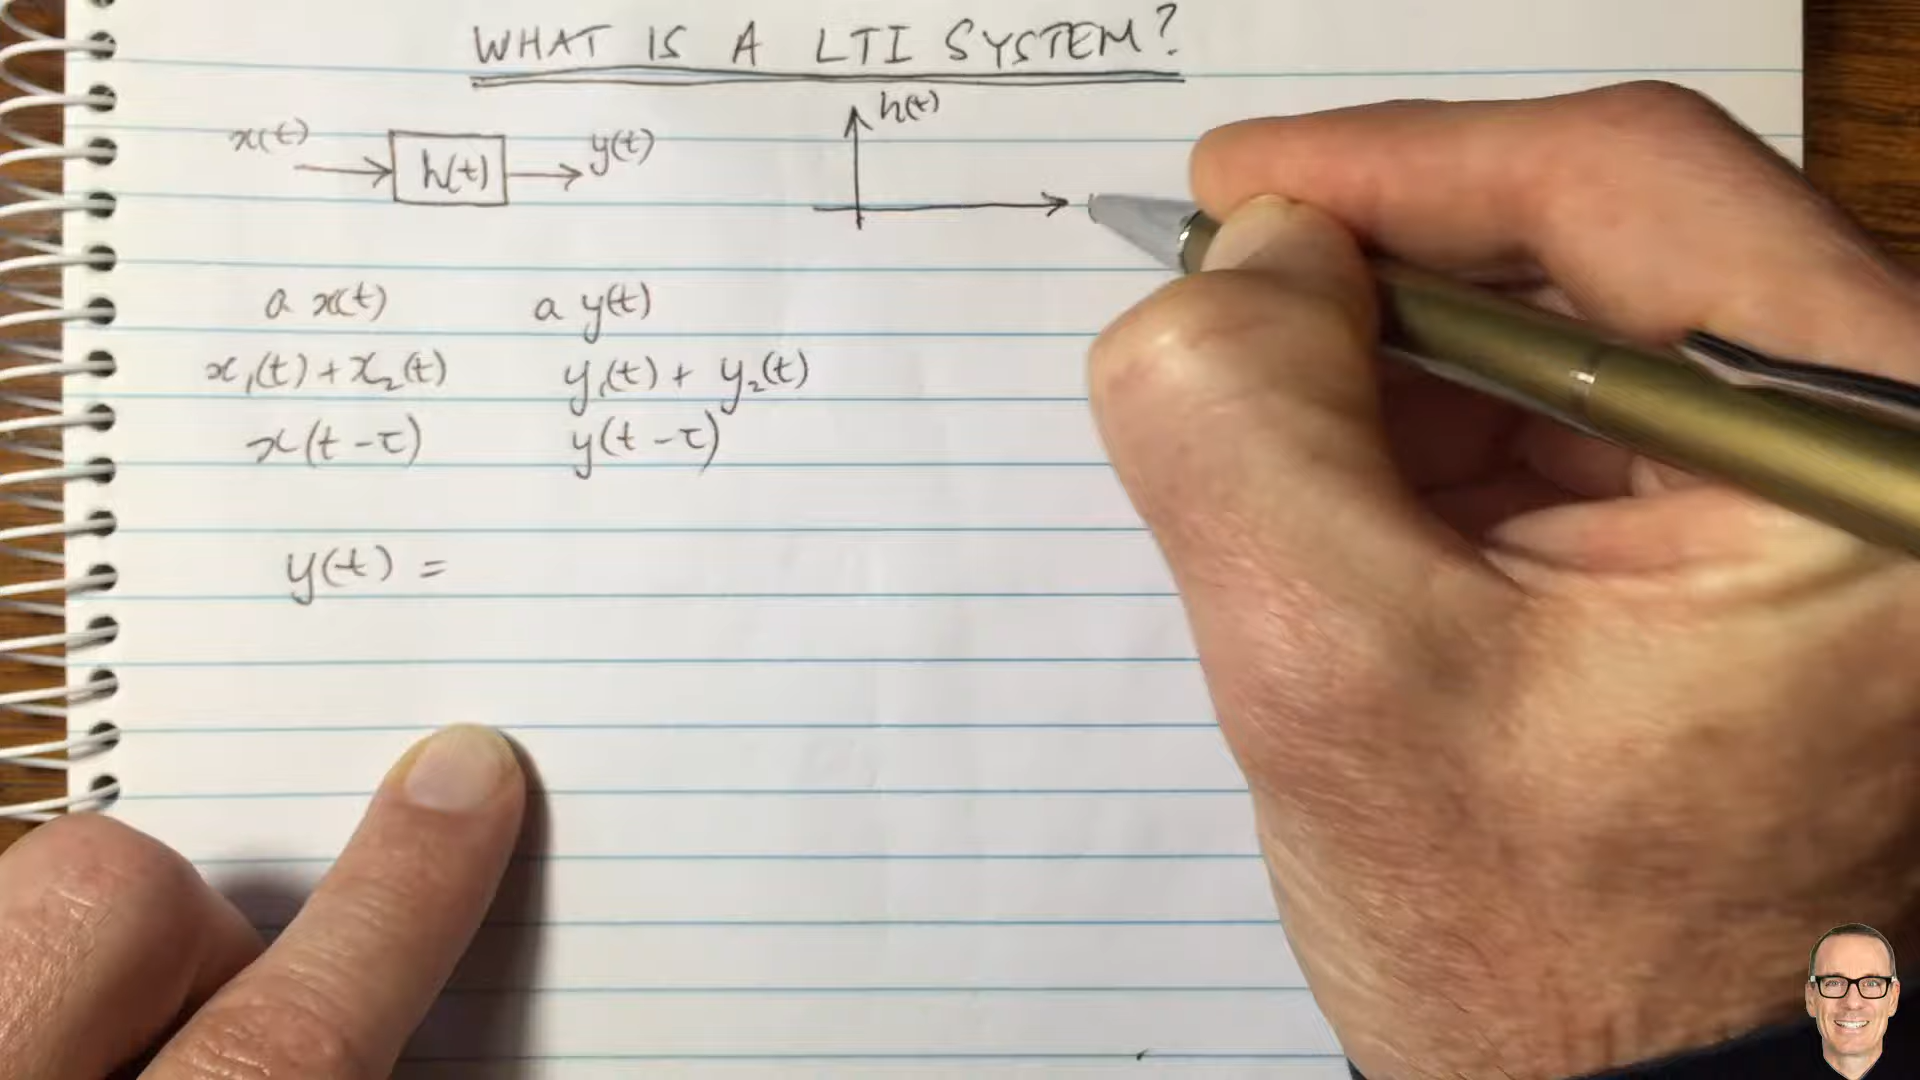 WHAT IS A LTI SYSTEM?
x(t) h(t) y(t) h(t)
a x(t) a y(t)
x₁(t) + x₂(t) y₁(t) + y₂(t)
x(t - τ) y(t - τ)
y(t) =